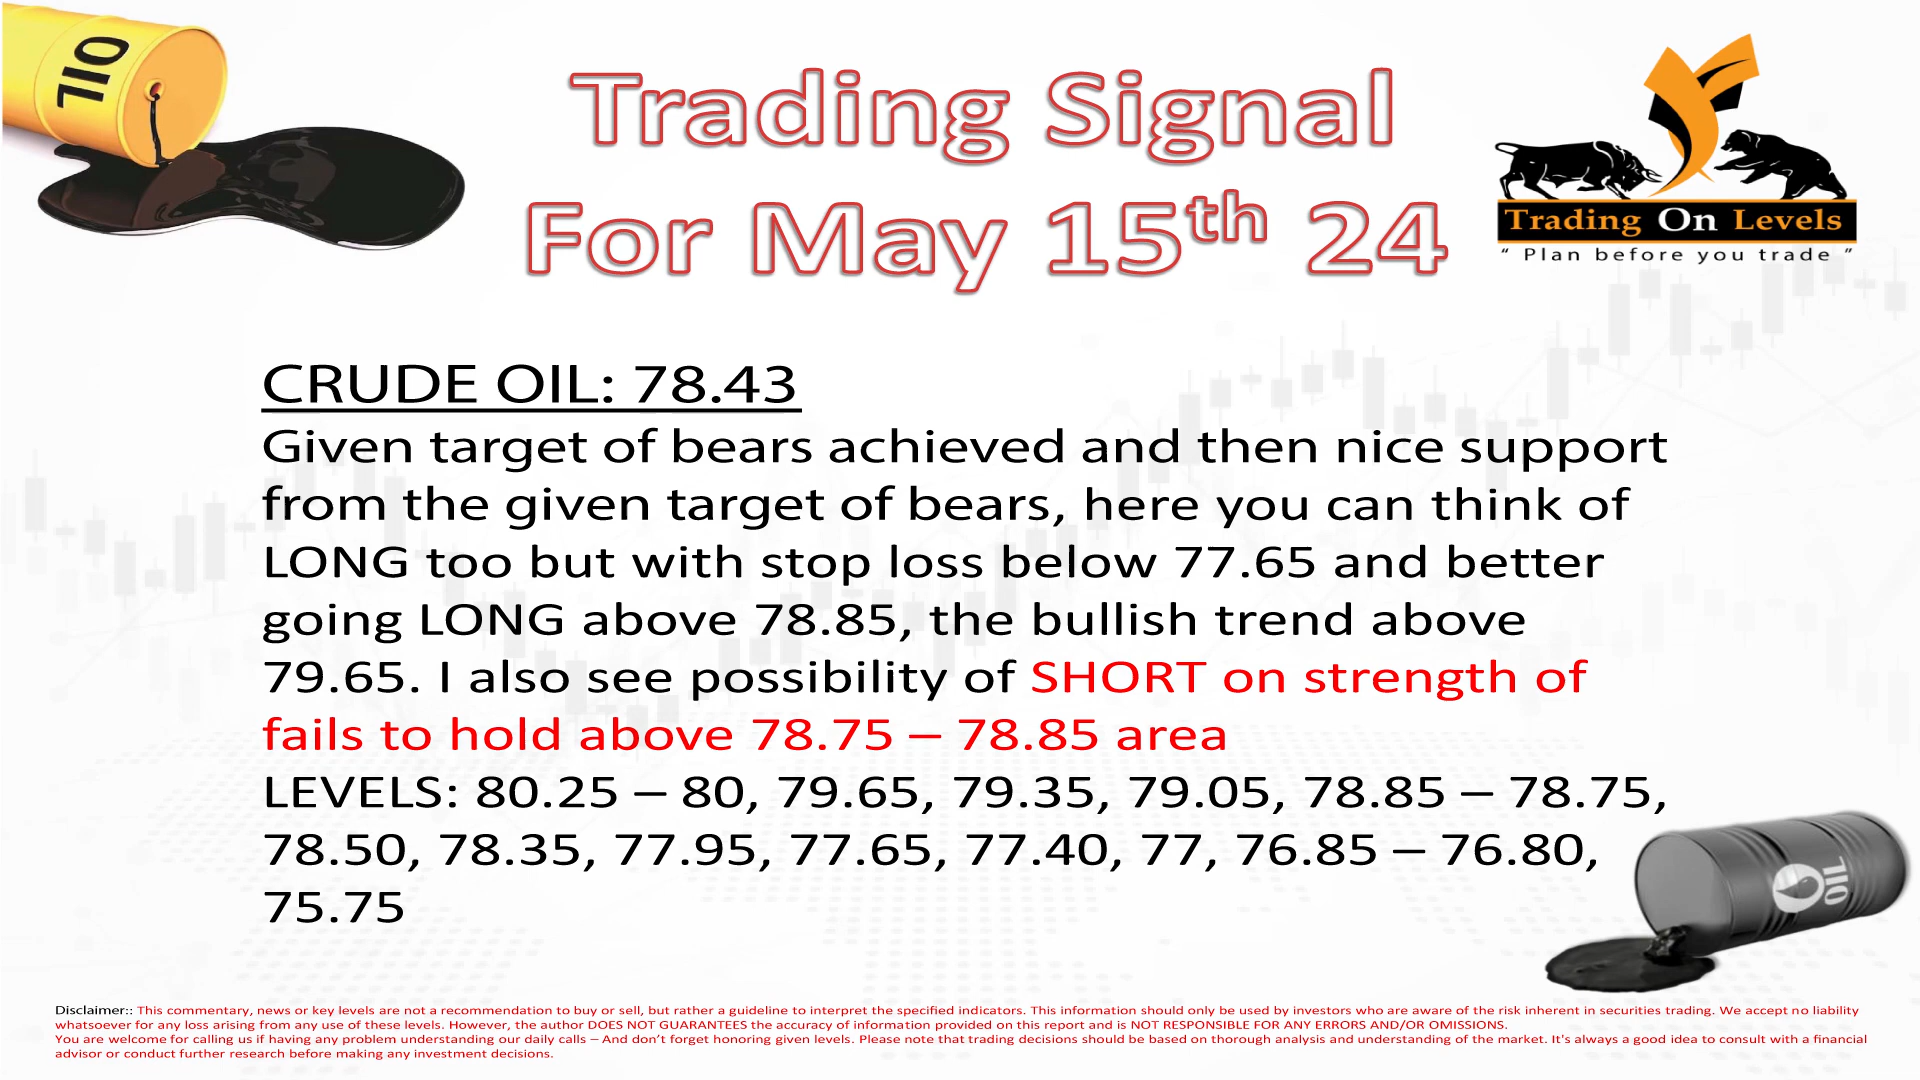 OIL
Trading Signal
For May 15th 24
Trading On Levels
“ Plan before you trade ”
CRUDE OIL: 78.43
Given target of bears achieved and then nice support
from the given target of bears, here you can think of
LONG too but with stop loss below 77.65 and better
going LONG above 78.85, the bullish trend above
79.65. I also see possibility of SHORT on strength of
fails to hold above 78.75 – 78.85 area
LEVELS: 80.25 – 80, 79.65, 79.35, 79.05, 78.85 – 78.75,
78.50, 78.35, 77.95, 77.65, 77.40, 77, 76.85 – 76.80,
75.75
OIL
Disclaimer:: This commentary, news or key levels are not a recommendation to buy or sell, but rather a guideline to interpret the specified indicators. This information should only be used by investors who are aware of the risk inherent in securities trading. We accept no liability
whatsoever for any loss arising from any use of these levels. However, the author DOES NOT GUARANTEES the accuracy of information provided on this report and is NOT RESPONSIBLE FOR ANY ERRORS AND/OR OMISSIONS.
You are welcome for calling us if having any problem understanding our daily calls – And don’t forget honoring given levels. Please note that trading decisions should be based on thorough analysis and understanding of the market. It's always a good idea to consult with a financial
advisor or conduct further research before making any investment decisions.